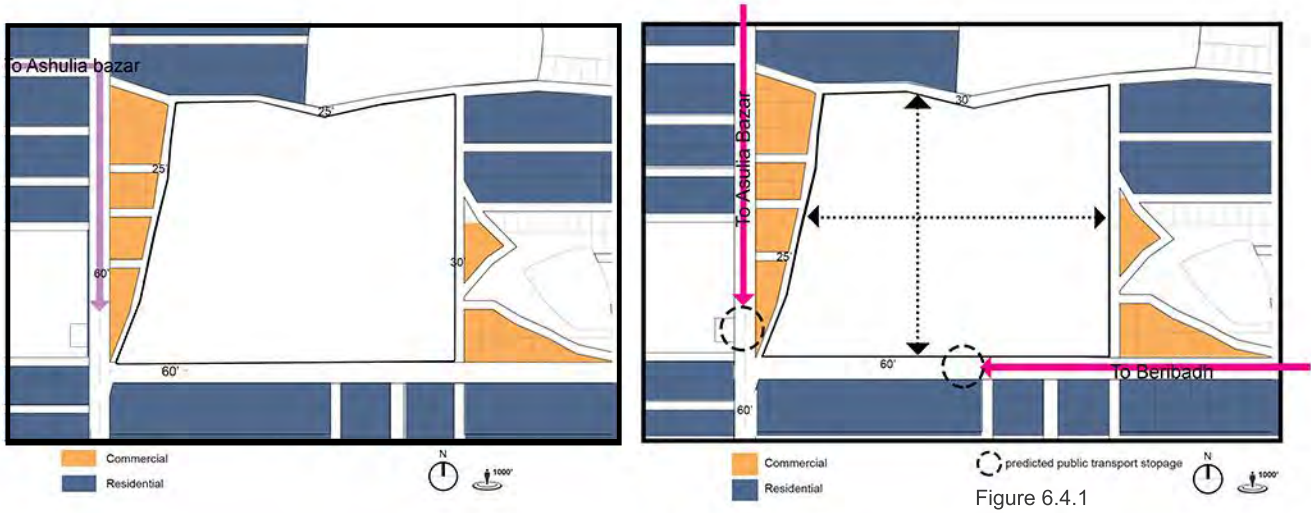 To Ashulia bazar
25'
25'
60'
30'
60'
Commercial
Residential
N
1000'
To Asulia Bazar
30'
25'
60'
To Beribadh
60'
Commercial
Residential
predicted public transport stopage
N
1000'
Figure 6.4.1